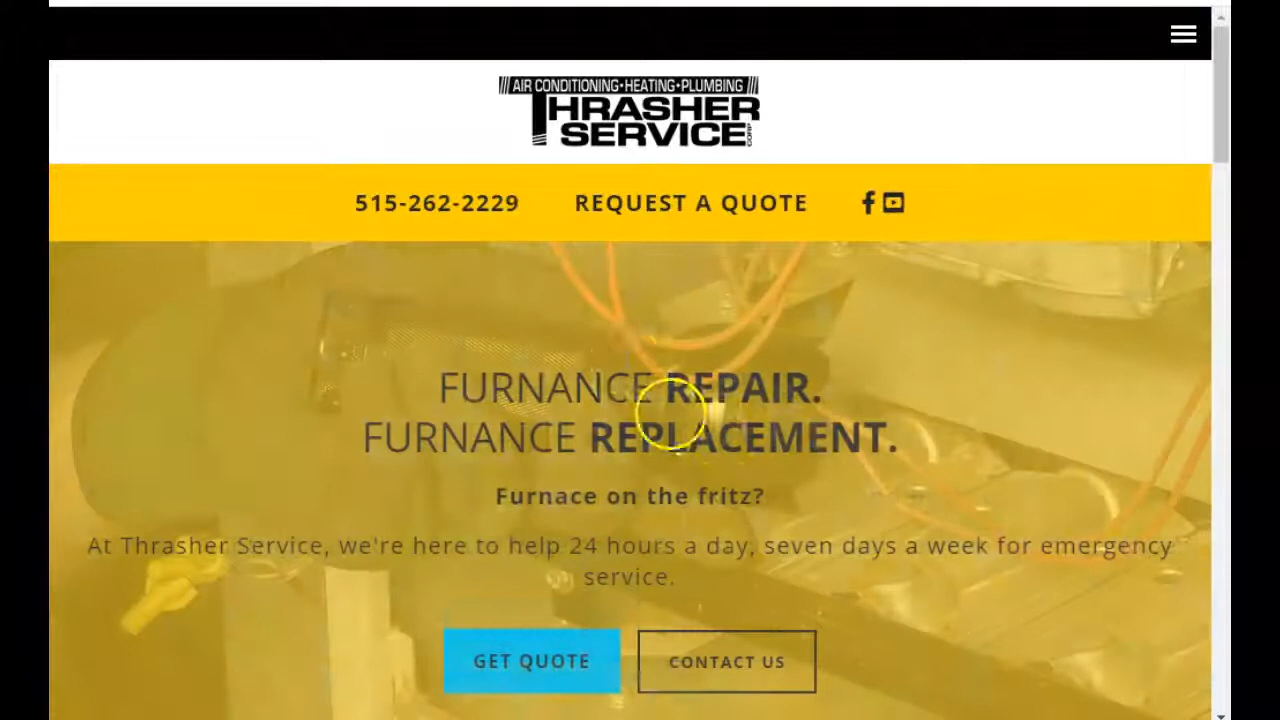 AIR CONDITIONING•HEATING•PLUMBING
THRASHER
SERVICE CORP
515-262-2229 REQUEST A QUOTE
FURNANCE REPAIR.
FURNANCE REPLACEMENT.
Furnace on the fritz?
At Thrasher Service, we're here to help 24 hours a day, seven days a week for emergency
service.
GET QUOTE CONTACT US